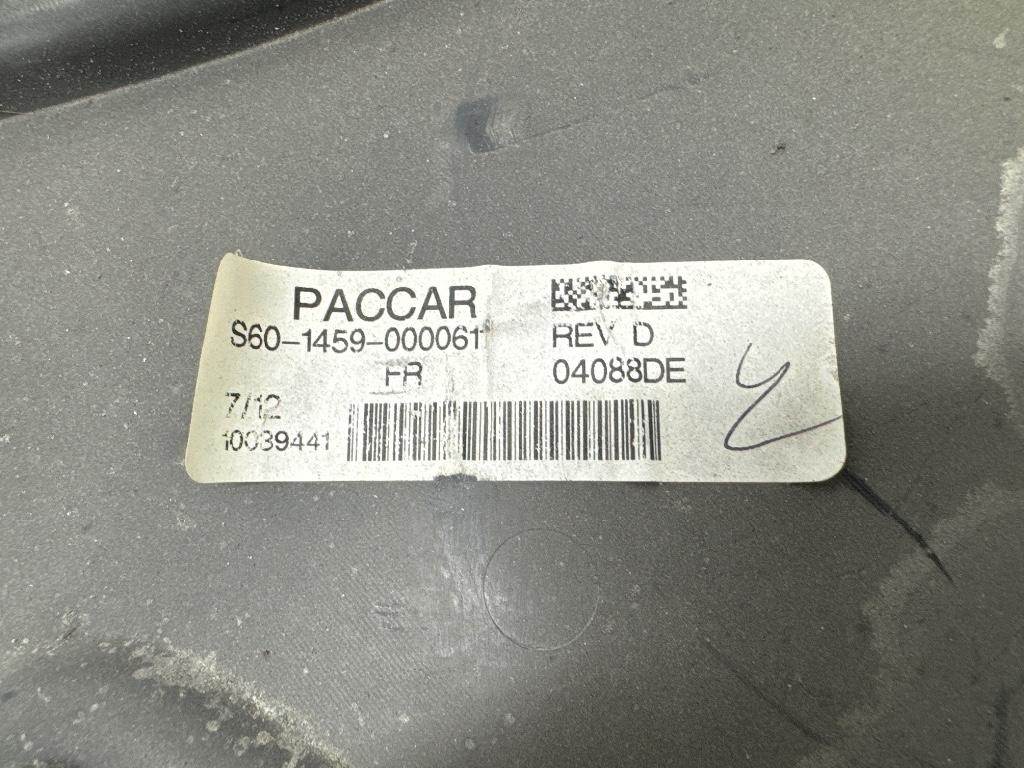 PACCAR
S60-1459-000061
REV D
FR
04088DE
7/12
10039441